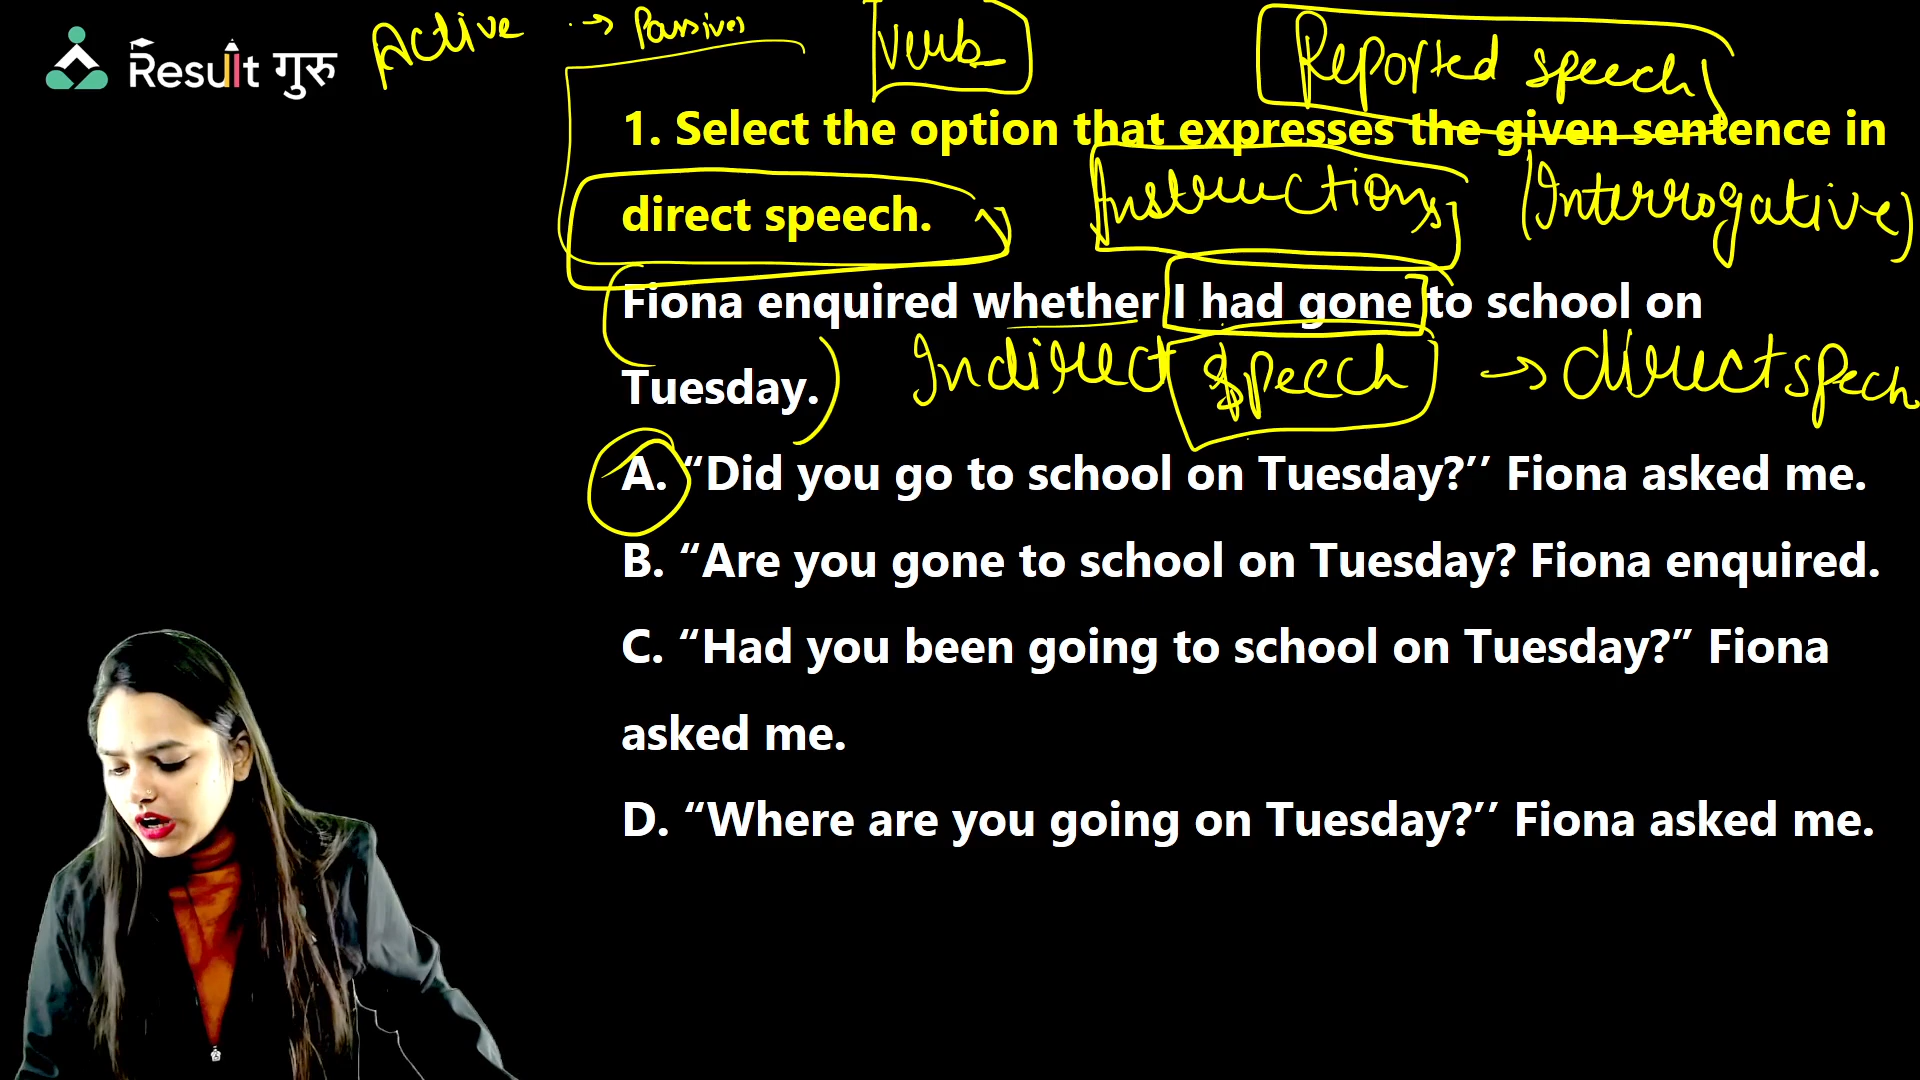 Result गुरु
Active → Passives
Verb
Reported speech
1. Select the option that expresses the given sentence in
direct speech.
Instructions
(Interrogative)
Fiona enquired whether I had gone to school on
Tuesday.
Indirect speech → direct speech
A. “Did you go to school on Tuesday?’’ Fiona asked me.
B. “Are you gone to school on Tuesday? Fiona enquired.
C. “Had you been going to school on Tuesday?” Fiona
asked me.
D. “Where are you going on Tuesday?’’ Fiona asked me.